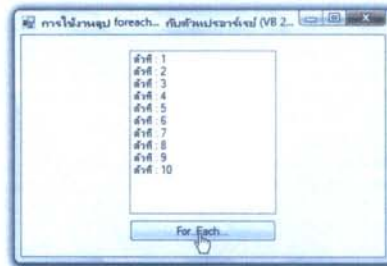 การใช้งานลูป foreach... กับตัวแปรอาร์เรย์ (VB 2...
ตัวที่ : 1
ตัวที่ : 2
ตัวที่ : 3
ตัวที่ : 4
ตัวที่ : 5
ตัวที่ : 6
ตัวที่ : 7
ตัวที่ : 8
ตัวที่ : 9
ตัวที่ : 10
For..Each...